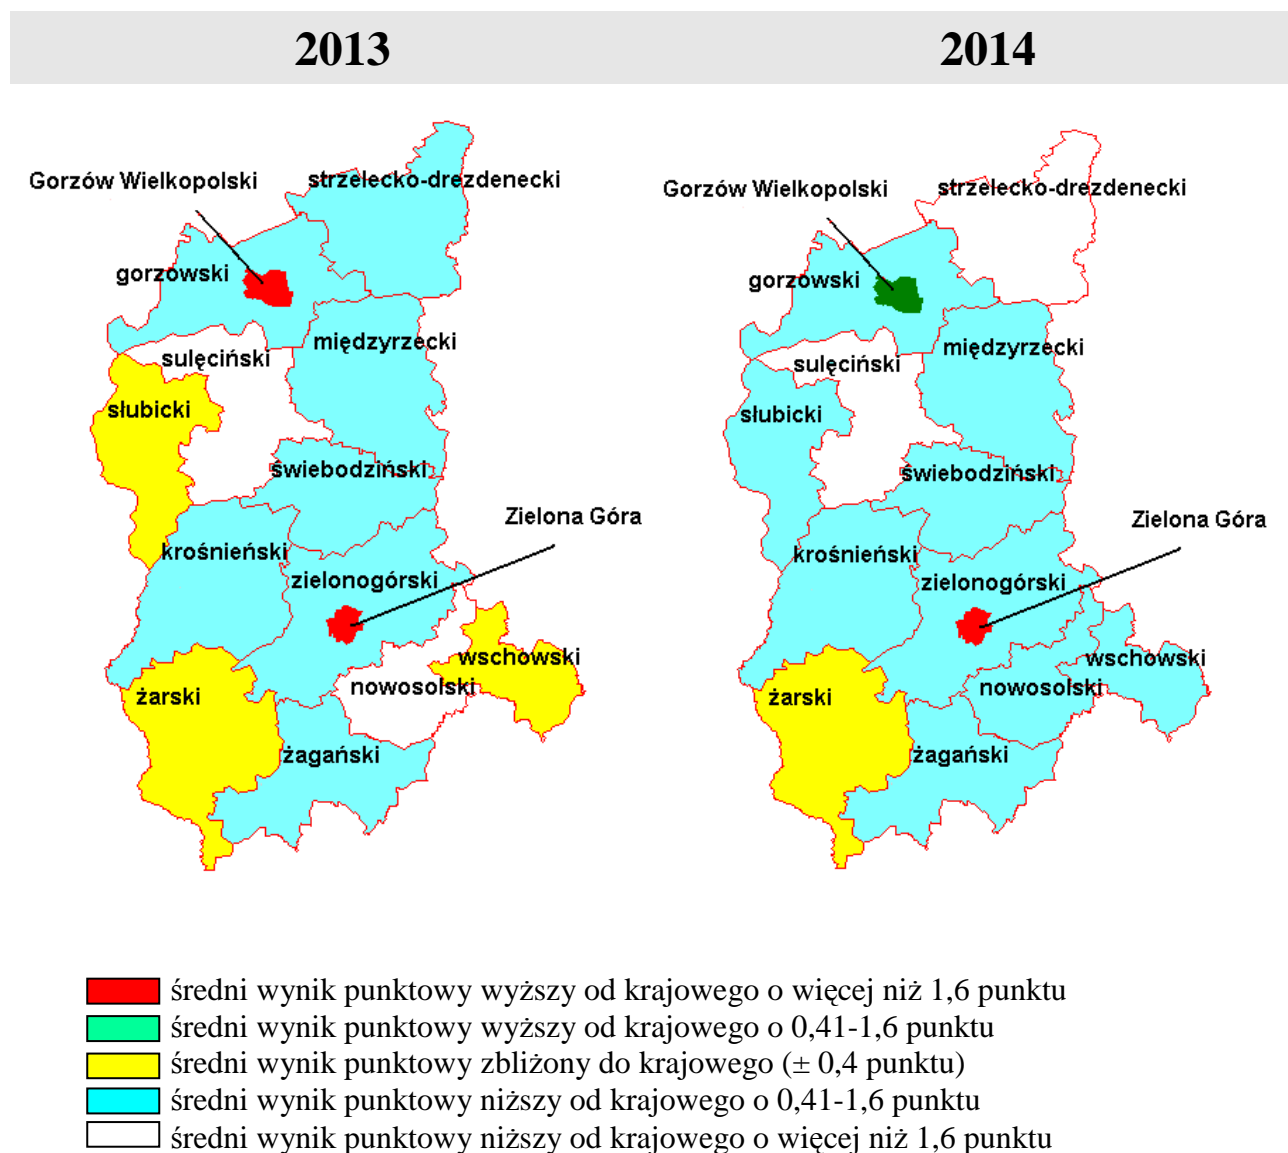 2013
2014
Gorzów Wielkopolski
strzelecko-drezdenecki
gorzowski
międzyrzecki
sulęciński
słubicki
świebodziński
Zielona Góra
krośnieński
zielonogórski
wschowski
nowosolski
żarski
żagański
Gorzów Wielkopolski
strzelecko-drezdenecki
gorzowski
międzyrzecki
sulęciński
słubicki
świebodziński
Zielona Góra
krośnieński
zielonogórski
wschowski
nowosolski
żarski
żagański
średni wynik punktowy wyższy od krajowego o więcej niż 1,6 punktu
średni wynik punktowy wyższy od krajowego o 0,41-1,6 punktu
średni wynik punktowy zbliżony do krajowego (± 0,4 punktu)
średni wynik punktowy niższy od krajowego o 0,41-1,6 punktu
średni wynik punktowy niższy od krajowego o więcej niż 1,6 punktu